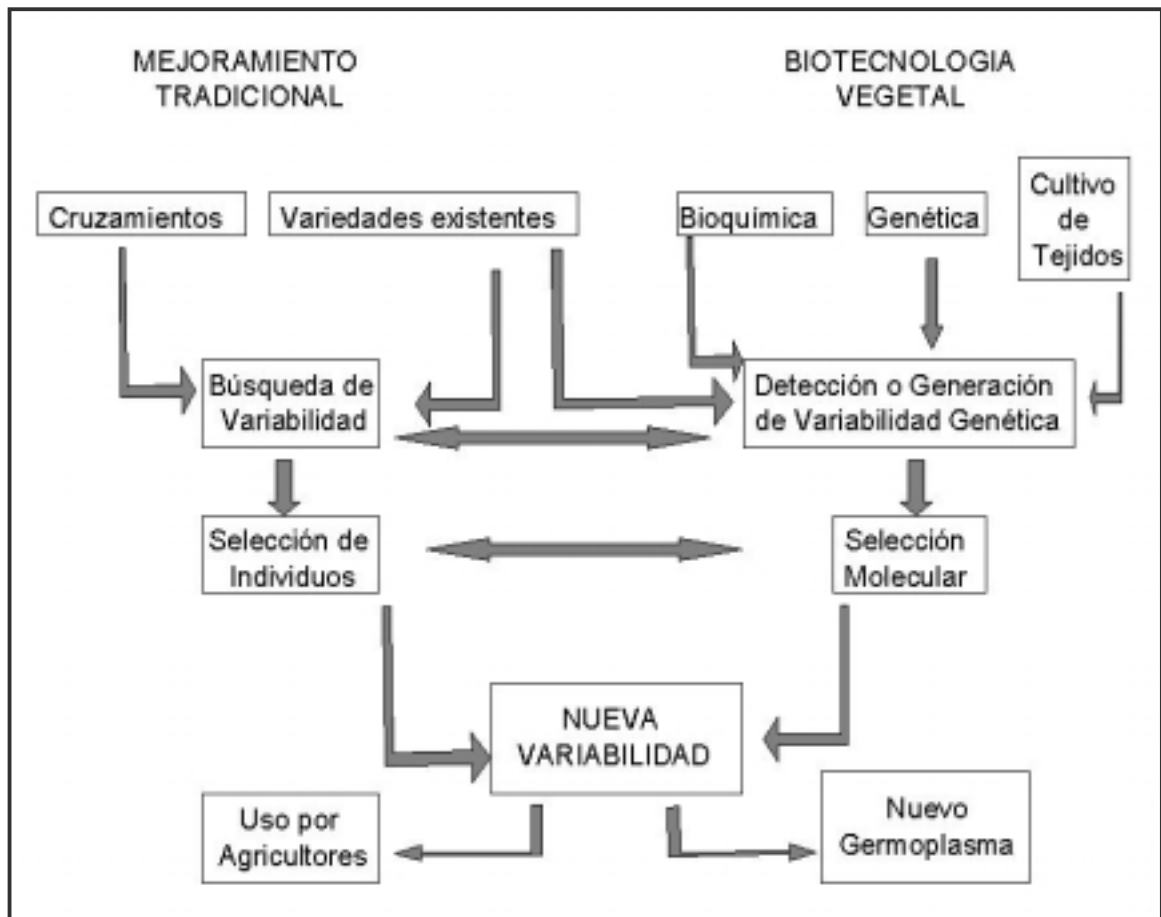 MEJORAMIENTO
TRADICIONAL
BIOTECNOLOGIA
VEGETAL
Cruzamientos
Variedades existentes
Bioquímica
Genética
Cultivo
de
Tejidos
Búsqueda de
Variabilidad
Detección o Generación
de Variabilidad Genética
Selección de
Individuos
Selección
Molecular
NUEVA
VARIABILIDAD
Uso por
Agricultores
Nuevo
Germoplasma